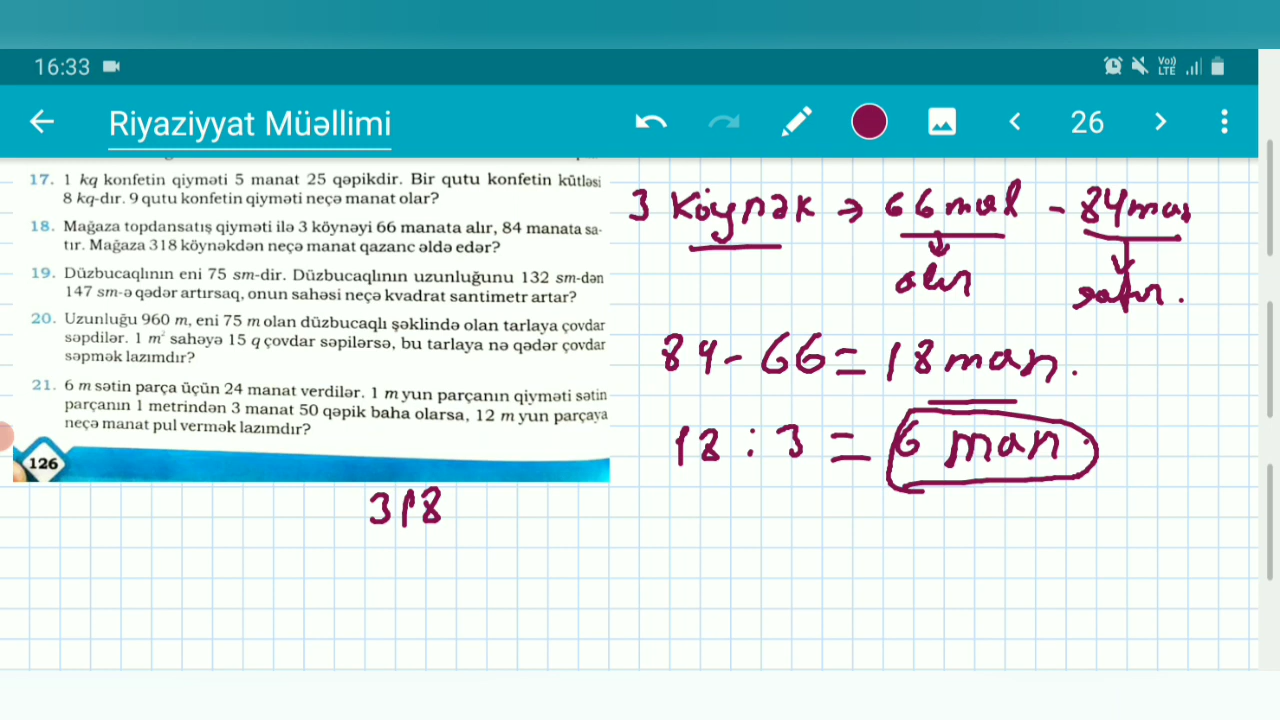 16:33
Vo)) LTE
Riyaziyyat Müəllimi
26
17. 1 kq konfetin qiyməti 5 manat 25 qəpikdir. Bir qutu konfetin kütləsi
8 kq-dır. 9 qutu konfetin qiyməti neçə manat olar?
18. Mağaza topdansatış qiyməti ilə 3 köynəyi 66 manata alır, 84 manata sa-
tır. Mağaza 318 köynəkdən neçə manat qazanc əldə edər?
19. Düzbucaqlının eni 75 sm-dir. Düzbucaqlının uzunluğunu 132 sm-dən
147 sm-ə qədər artırsaq, onun sahəsi neçə kvadrat santimetr artar?
20. Uzunluğu 960 m, eni 75 m olan düzbucaqlı şəklində olan tarlaya çovdar
səpdilər. 1 m² sahəyə 15 q çovdar səpilərsə, bu tarlaya nə qədər çovdar
səpmək lazımdır?
21. 6 m sətin parça üçün 24 manat verdilər. 1 m yun parçanın qiyməti sətin
parçanın 1 metrindən 3 manat 50 qəpik baha olarsa, 12 m yun parçaya
neçə manat pul vermək lazımdır?
126
3 köynək → 66 - 84 man
alır
satır.
84 - 66 = 18 man.
18 : 3 = 6 man.
318